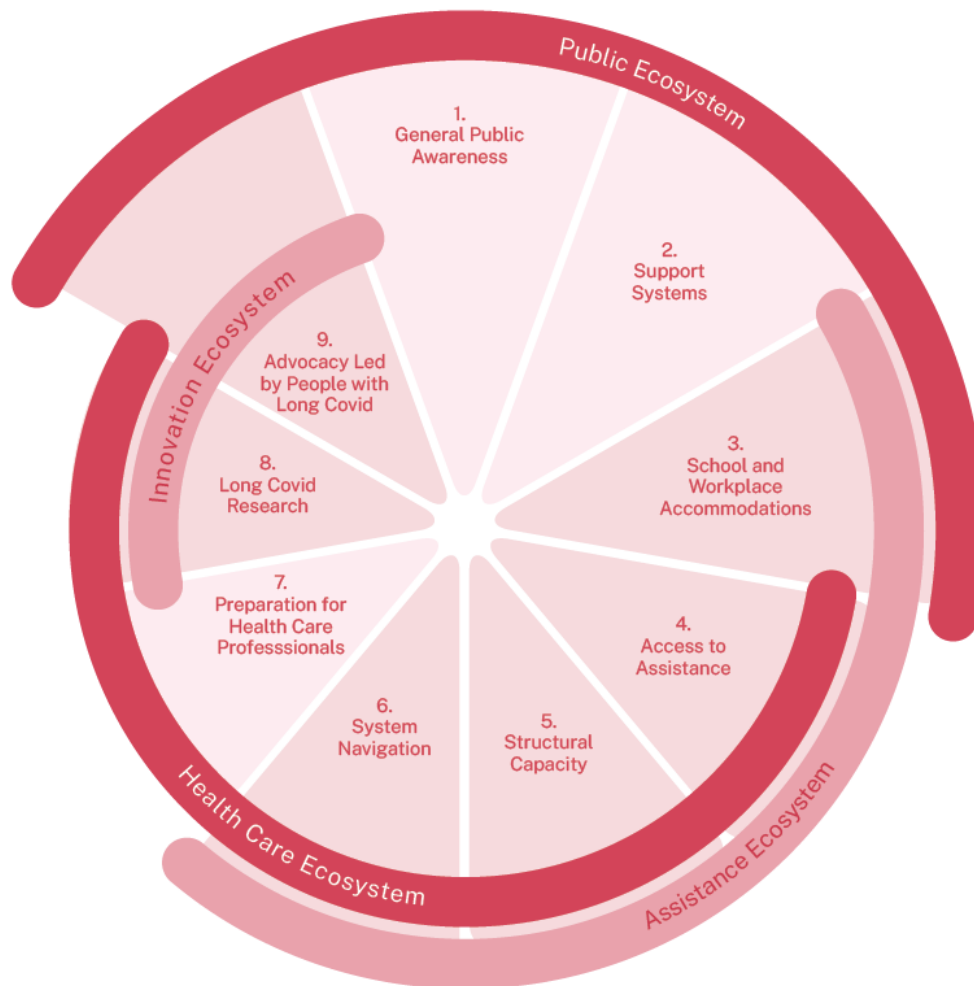 Public Ecosystem
1.
General Public
Awareness
2.
Support
Systems
3.
School and
Workplace
Accommodations
4.
Access to
Assistance
5.
Structural
Capacity
6.
System
Navigation
7.
Preparation for
Health Care
Professsionals
8.
Long Covid
Research
9.
Advocacy Led
by People with
Long Covid
Innovation Ecosystem
Health Care Ecosystem
Assistance Ecosystem